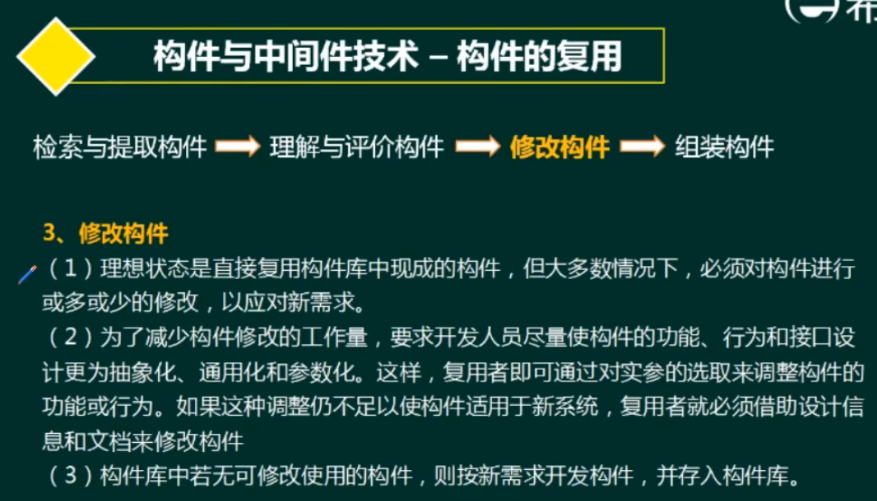 构件与中间件技术 – 构件的复用
检索与提取构件
理解与评价构件
修改构件
组装构件
3、修改构件
（1）理想状态是直接复用构件库中现成的构件，但大多数情况下，必须对构件进行
或多或少的修改，以应对新需求。
（2）为了减少构件修改的工作量，要求开发人员尽量使构件的功能、行为和接口设
计更为抽象化、通用化和参数化。这样，复用者即可通过对实参的选取来调整构件的
功能或行为。如果这种调整仍不足以使构件适用于新系统，复用者就必须借助设计信
息和文档来修改构件
（3）构件库中若无可修改使用的构件，则按新需求开发构件，并存入构件库。